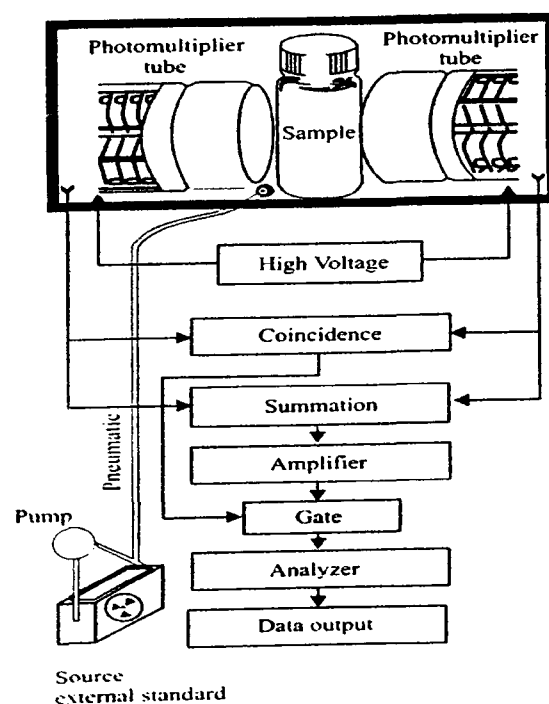 Photomultiplier
tube
Photomultiplier
tube
Sample
High Voltage
Coincidence
Summation
Amplifier
Gate
Analyzer
Data output
Pneumatic
Pump
Source
external standard